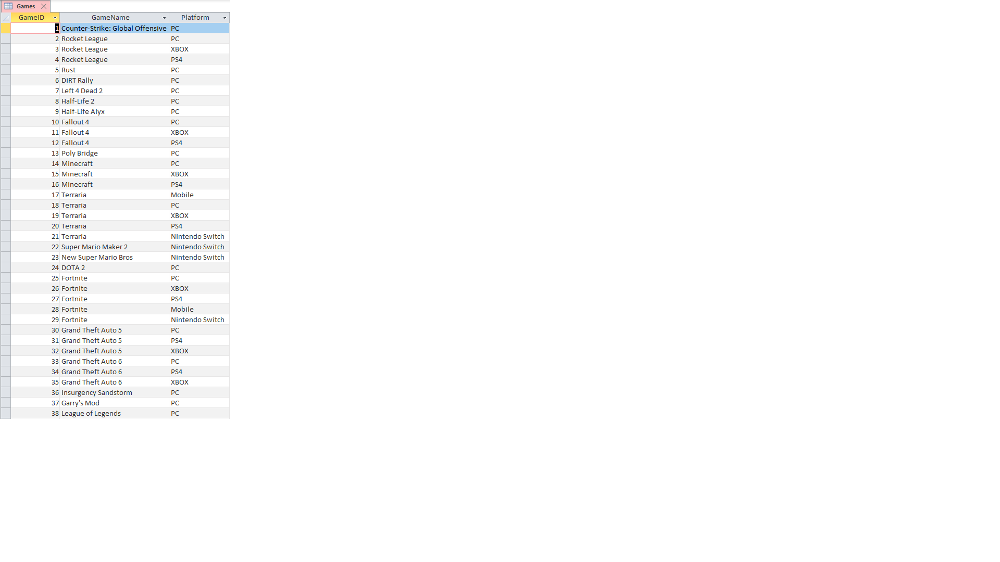 Games
GameID GameName Platform
1 Counter-Strike: Global Offensive PC
2 Rocket League PC
3 Rocket League XBOX
4 Rocket League PS4
5 Rust PC
6 DiRT Rally PC
7 Left 4 Dead 2 PC
8 Half-Life 2 PC
9 Half-Life Alyx PC
10 Fallout 4 PC
11 Fallout 4 XBOX
12 Fallout 4 PS4
13 Poly Bridge PC
14 Minecraft PC
15 Minecraft XBOX
16 Minecraft PS4
17 Terraria Mobile
18 Terraria PC
19 Terraria XBOX
20 Terraria PS4
21 Terraria Nintendo Switch
22 Super Mario Maker 2 Nintendo Switch
23 New Super Mario Bros Nintendo Switch
24 DOTA 2 PC
25 Fortnite PC
26 Fortnite XBOX
27 Fortnite PS4
28 Fortnite Mobile
29 Fortnite Nintendo Switch
30 Grand Theft Auto 5 PC
31 Grand Theft Auto 5 PS4
32 Grand Theft Auto 5 XBOX
33 Grand Theft Auto 6 PC
34 Grand Theft Auto 6 PS4
35 Grand Theft Auto 6 XBOX
36 Insurgency Sandstorm PC
37 Garry's Mod PC
38 League of Legends PC